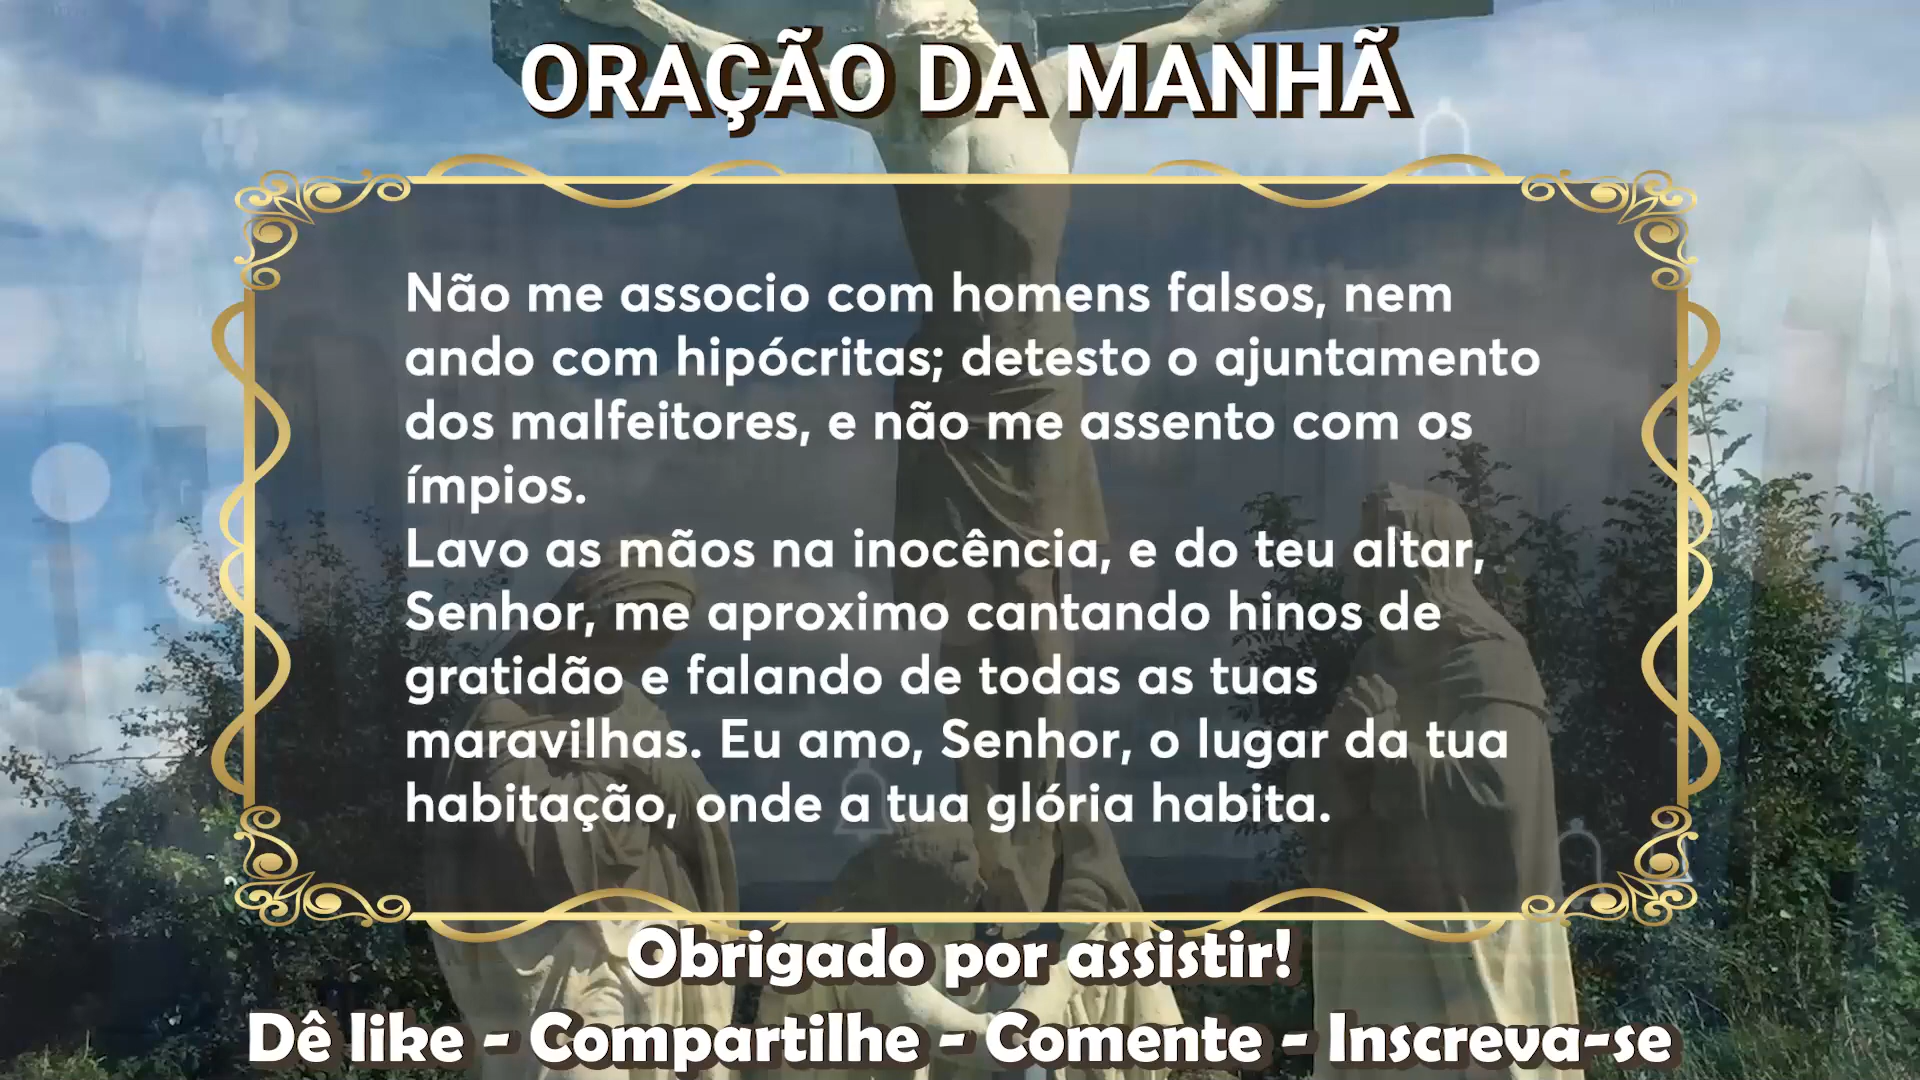 ORAÇÃO DA MANHÃ
Não me associo com homens falsos, nem
ando com hipócritas; detesto o ajuntamento
dos malfeitores, e não me assento com os
ímpios.
Lavo as mãos na inocência, e do teu altar,
Senhor, me aproximo cantando hinos de
gratidão e falando de todas as tuas
maravilhas. Eu amo, Senhor, o lugar da tua
habitação, onde a tua glória habita.
Obrigado por assistir!
Dê like - Compartilhe - Comente - Inscreva-se